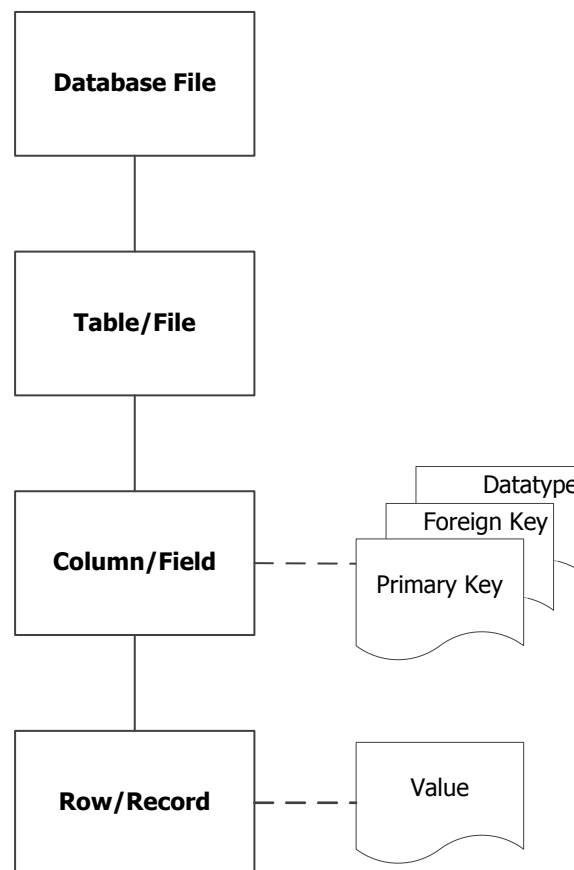 Database File
Table/File
Datatype
Foreign Key
Column/Field
Primary Key
Row/Record
Value